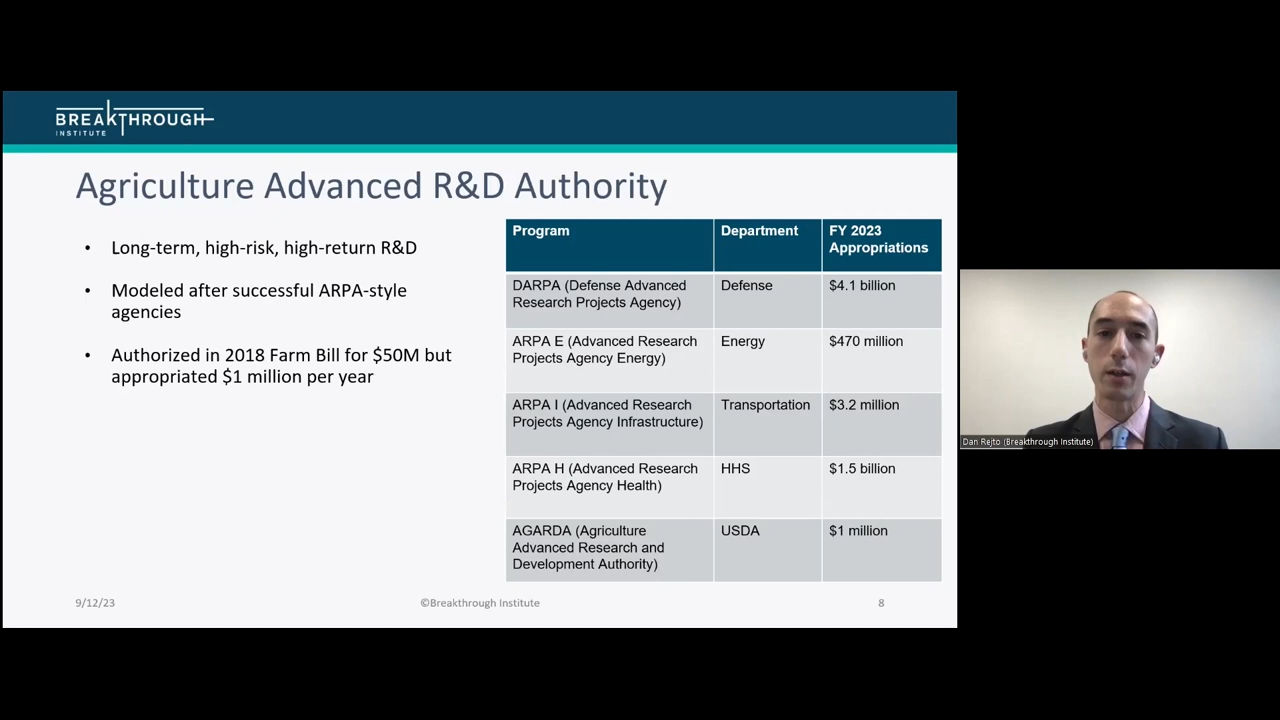 BREAKTHROUGH
INSTITUTE
Agriculture Advanced R&D Authority
• Long-term, high-risk, high-return R&D
• Modeled after successful ARPA-style
agencies
• Authorized in 2018 Farm Bill for $50M but
appropriated $1 million per year
Program
Department
FY 2023
Appropriations
DARPA (Defense Advanced
Research Projects Agency)
Defense
$4.1 billion
ARPA E (Advanced Research
Projects Agency Energy)
Energy
$470 million
ARPA I (Advanced Research
Projects Agency Infrastructure)
Transportation
$3.2 million
ARPA H (Advanced Research
Projects Agency Health)
HHS
$1.5 billion
AGARDA (Agriculture
Advanced Research and
Development Authority)
USDA
$1 million
9/12/23
©Breakthrough Institute
8
Dan Rejto (Breakthrough Institute)